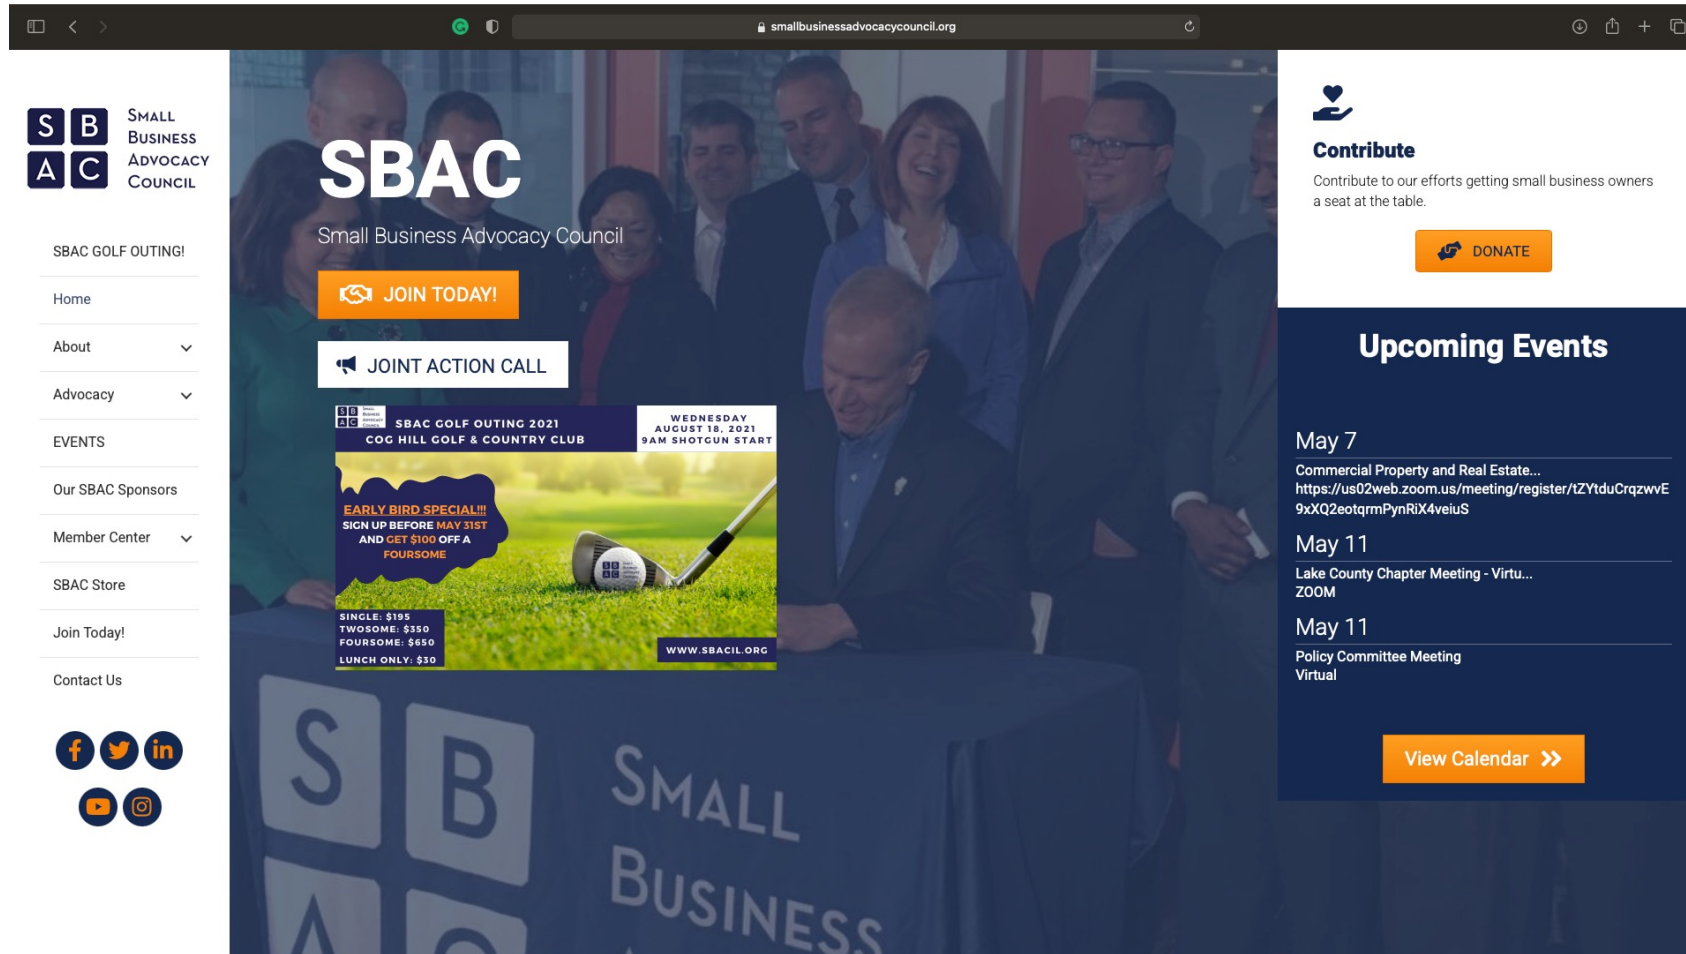 smallbusinessadvocacycouncil.org
S B
A C
SMALL
BUSINESS
ADVOCACY
COUNCIL
SBAC GOLF OUTING!
Home
About
Advocacy
EVENTS
Our SBAC Sponsors
Member Center
SBAC Store
Join Today!
Contact Us
SBAC
Small Business Advocacy Council
JOIN TODAY!
JOINT ACTION CALL
S B
A C
SMALL
BUSINESS
ADVOCACY
COUNCIL
SBAC GOLF OUTING 2021
COG HILL GOLF & COUNTRY CLUB
WEDNESDAY
AUGUST 18, 2021
9AM SHOTGUN START
EARLY BIRD SPECIAL!!!
SIGN UP BEFORE MAY 31ST
AND GET $100 OFF A
FOURSOME
SINGLE: $195
TWOSOME: $350
FOURSOME: $650
LUNCH ONLY: $30
WWW.SBACIL.ORG
S B
A C
SMALL
BUSINESS
Contribute
Contribute to our efforts getting small business owners
a seat at the table.
DONATE
Upcoming Events
May 7
Commercial Property and Real Estate...
https://us02web.zoom.us/meeting/register/tZYtduCrqzwvE
9xXQ2eotqrmPynRiX4veiuS
May 11
Lake County Chapter Meeting - Virtu...
ZOOM
May 11
Policy Committee Meeting
Virtual
View Calendar